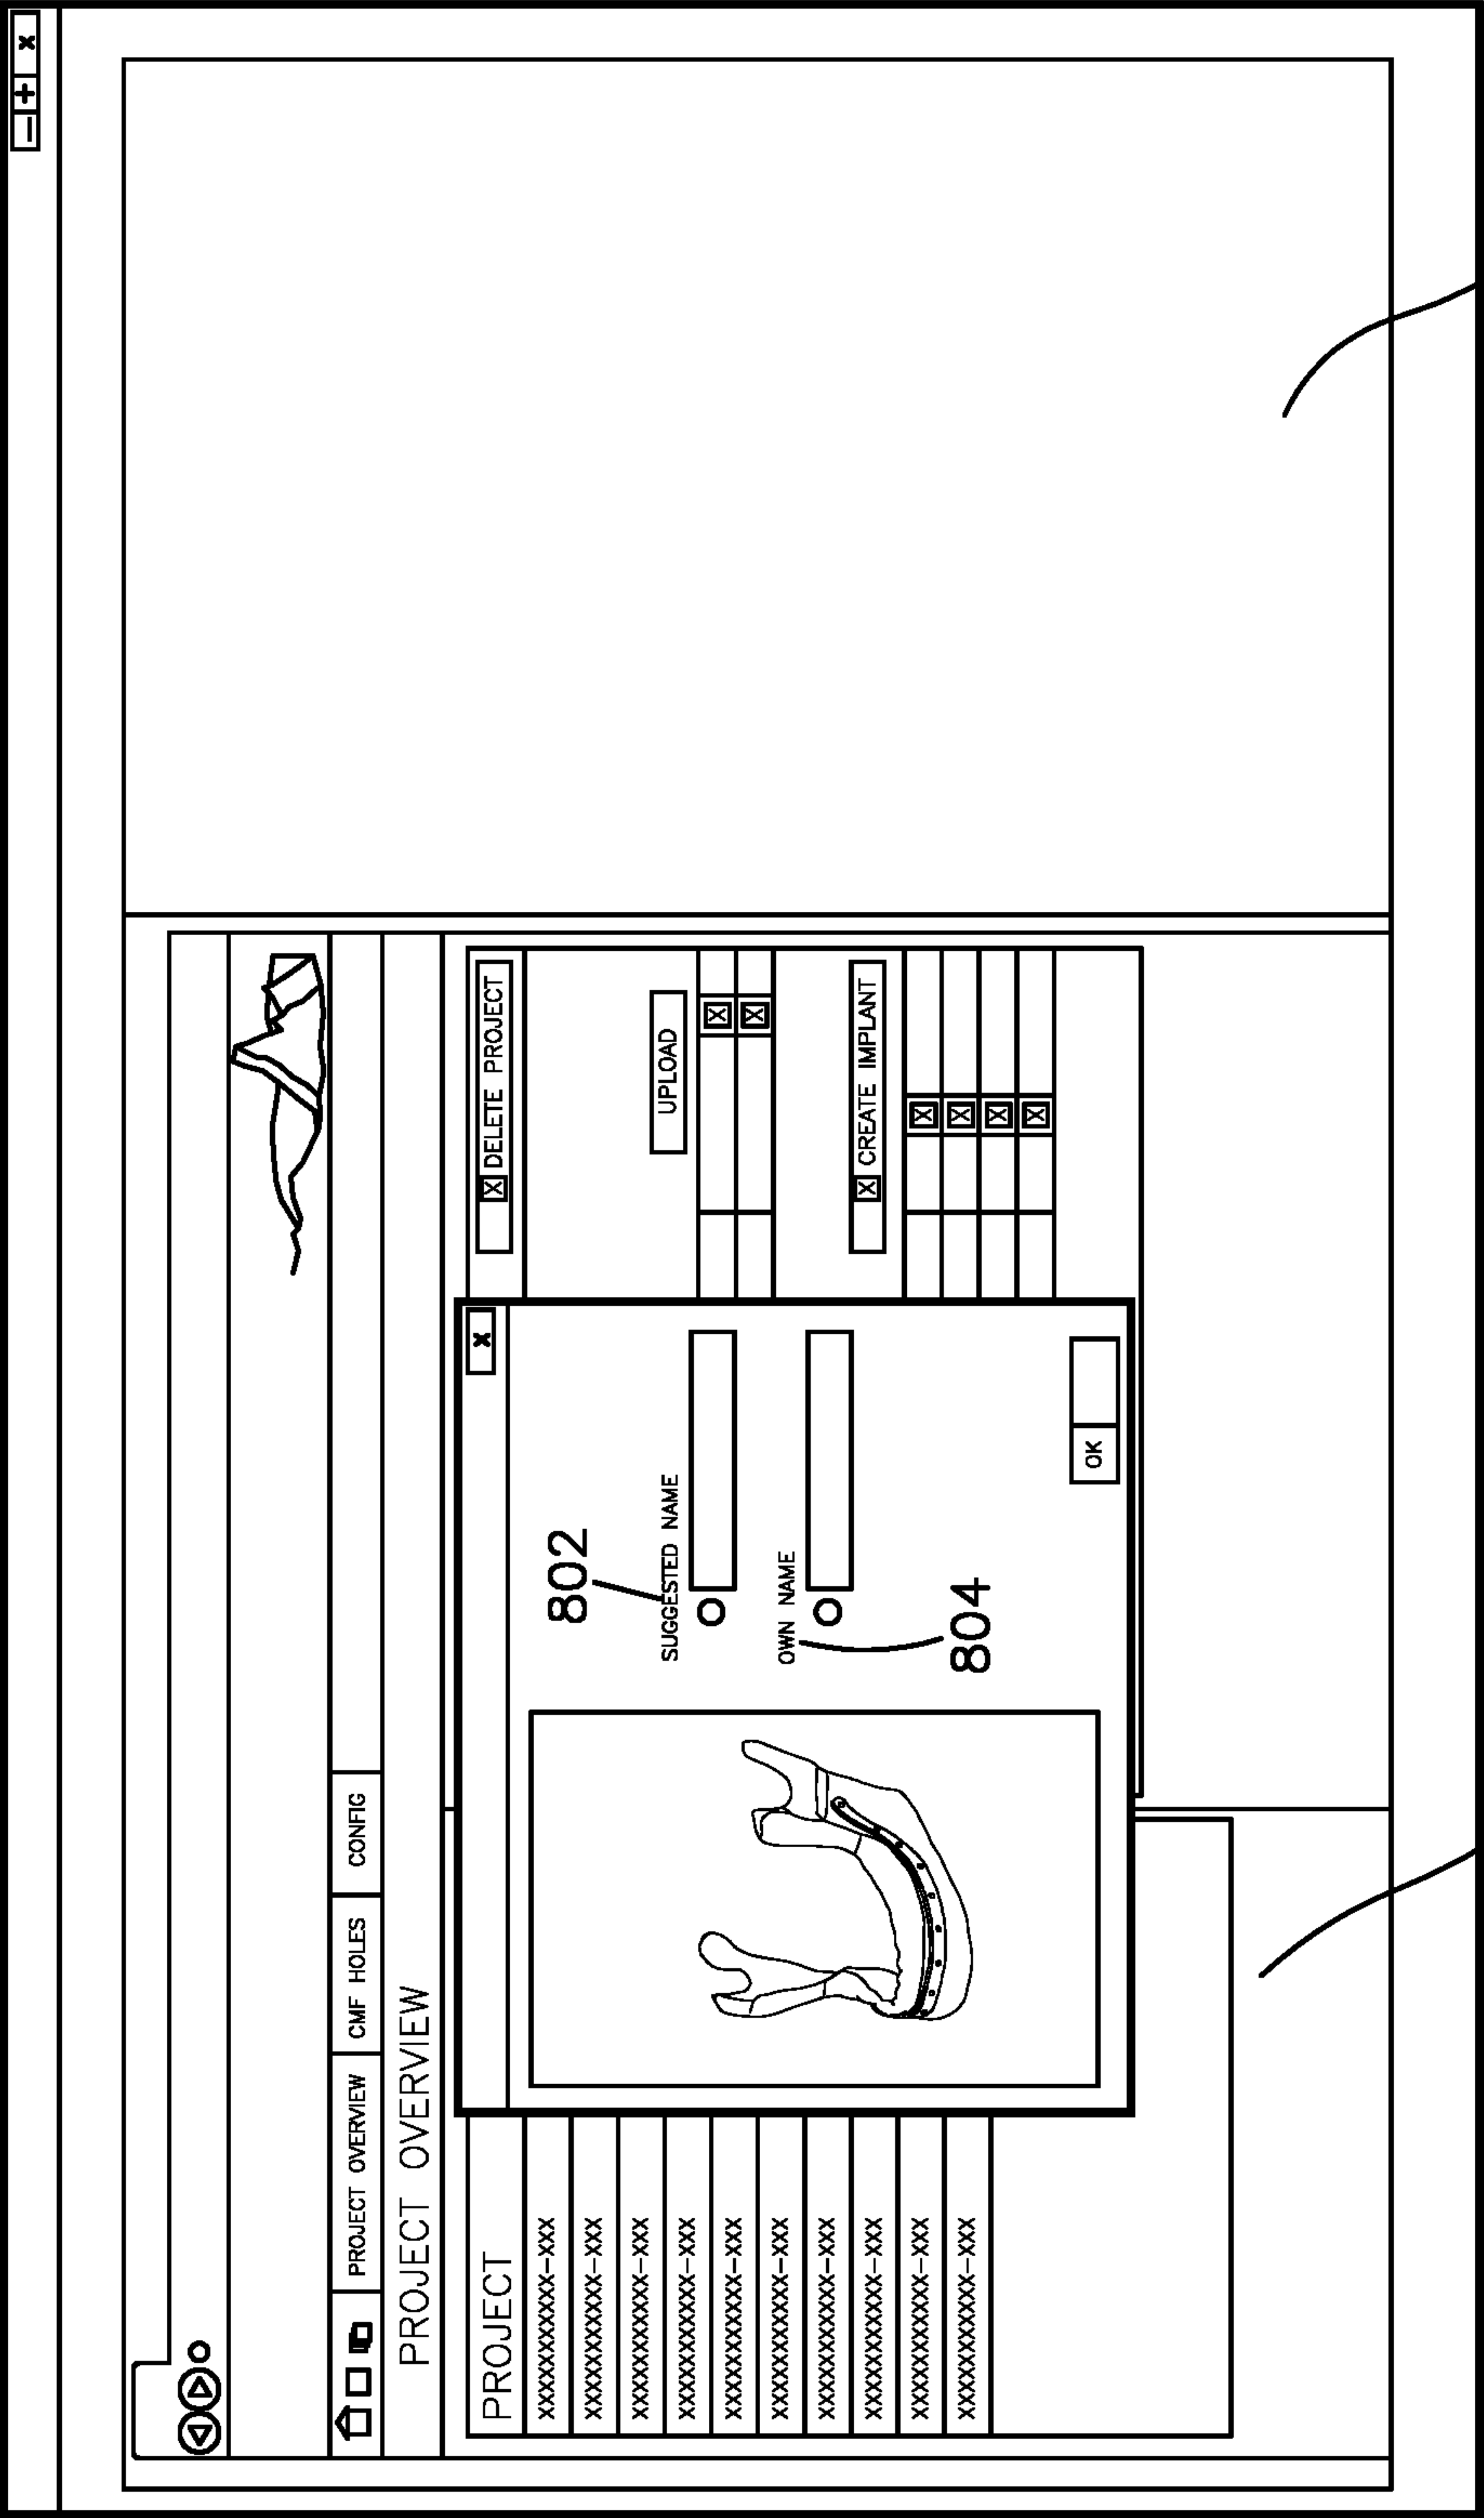 − + x
PROJECT OVERVIEW CMF HOLES CONFIG
PROJECT OVERVIEW
PROJECT
XXXXXXXXXX-XXX
XXXXXXXXXX-XXX
XXXXXXXXXX-XXX
XXXXXXXXXX-XXX
XXXXXXXXXX-XXX
XXXXXXXXXX-XXX
XXXXXXXXXX-XXX
XXXXXXXXXX-XXX
XXXXXXXXXX-XXX
XXXXXXXXXX-XXX
x
802
SUGGESTED NAME
OWN NAME
804
OK
X DELETE PROJECT
UPLOAD
X
X
X CREATE IMPLANT
X
X
X
X